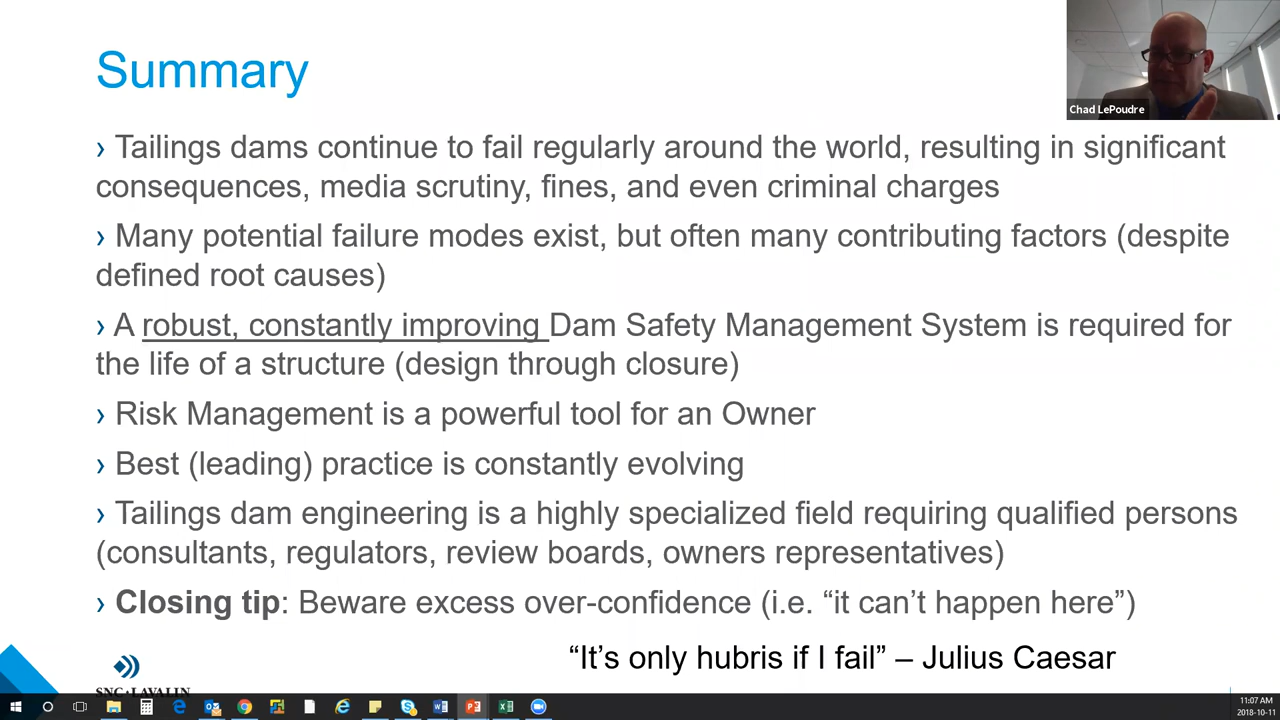 Summary
Chad LePoudre
› Tailings dams continue to fail regularly around the world, resulting in significant
consequences, media scrutiny, fines, and even criminal charges
› Many potential failure modes exist, but often many contributing factors (despite
defined root causes)
› A robust, constantly improving Dam Safety Management System is required for
the life of a structure (design through closure)
› Risk Management is a powerful tool for an Owner
› Best (leading) practice is constantly evolving
› Tailings dam engineering is a highly specialized field requiring qualified persons
(consultants, regulators, review boards, owners representatives)
› Closing tip: Beware excess over-confidence (i.e. “it can’t happen here”)
“It’s only hubris if I fail” – Julius Caesar
SNC•LAVALIN
11:07 AM
2018-10-11